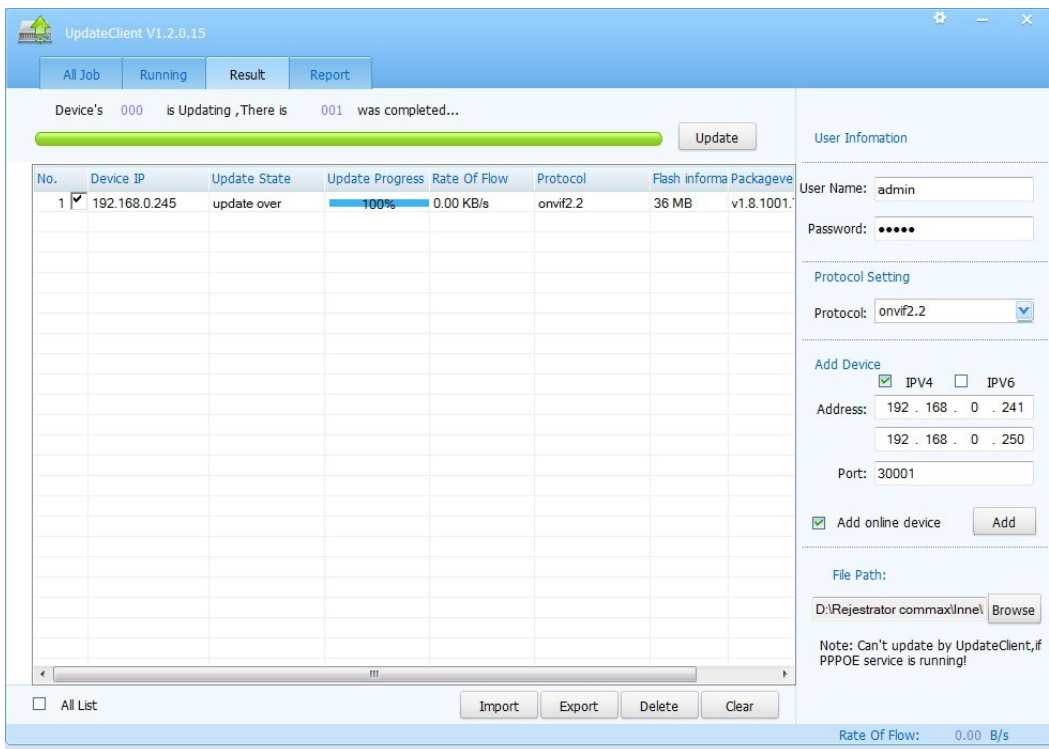 UpdateClient V1.2.0.15
All Job Running Result Report
Device's 000 is Updating ,There is 001 was completed...
Update
No. Device IP Update State Update Progress Rate Of Flow Protocol Flash informa Packageve
1 192.168.0.245 update over 100% 0.00 KB/s onvif2.2 36 MB v1.8.1001.
User Infomation
User Name: admin
Password: •••••
Protocol Setting
Protocol: onvif2.2
Add Device
IPV4 IPV6
Address: 192 . 168 . 0 . 241
192 . 168 . 0 . 250
Port: 30001
Add online device Add
File Path:
D:\Rejestrator commax\Inne\ Browse
Note: Can't update by UpdateClient,if
PPPOE service is running!
All List Import Export Delete Clear
Rate Of Flow: 0.00 B/s